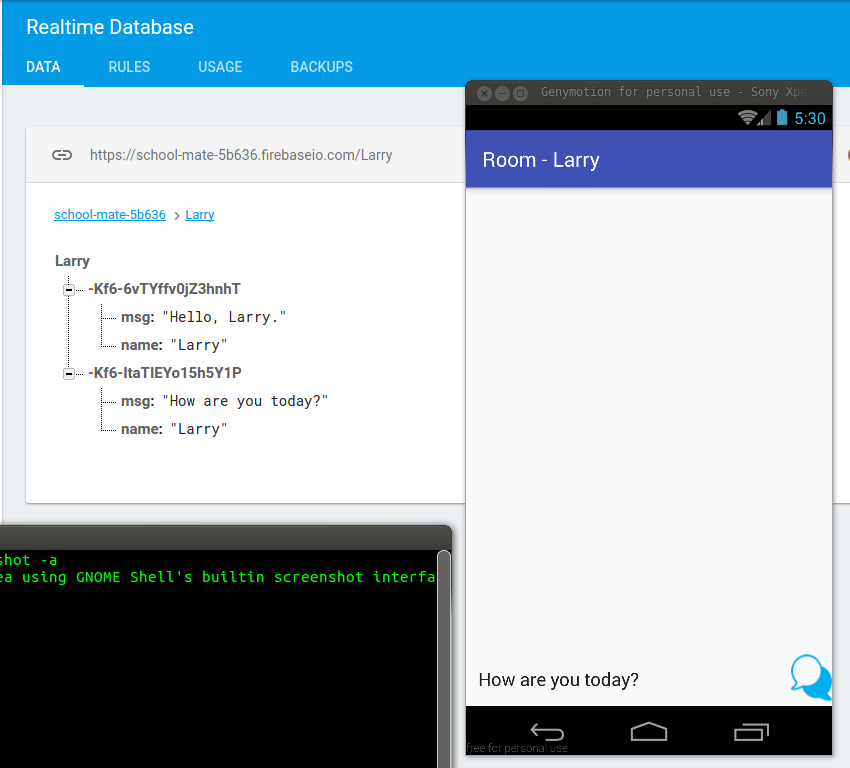 Realtime Database
DATA RULES USAGE BACKUPS
https://school-mate-5b636.firebaseio.com/Larry
school-mate-5b636 > Larry
Larry
-Kf6-6vTYffv0jZ3hnhT
msg: "Hello, Larry."
name: "Larry"
-Kf6-ItaTIEYo15h5Y1P
msg: "How are you today?"
name: "Larry"
shot -a
ea using GNOME Shell's builtin screenshot interfa
Genymotion for personal use - Sony Xpe
5:30
Room - Larry
How are you today?
free for personal use